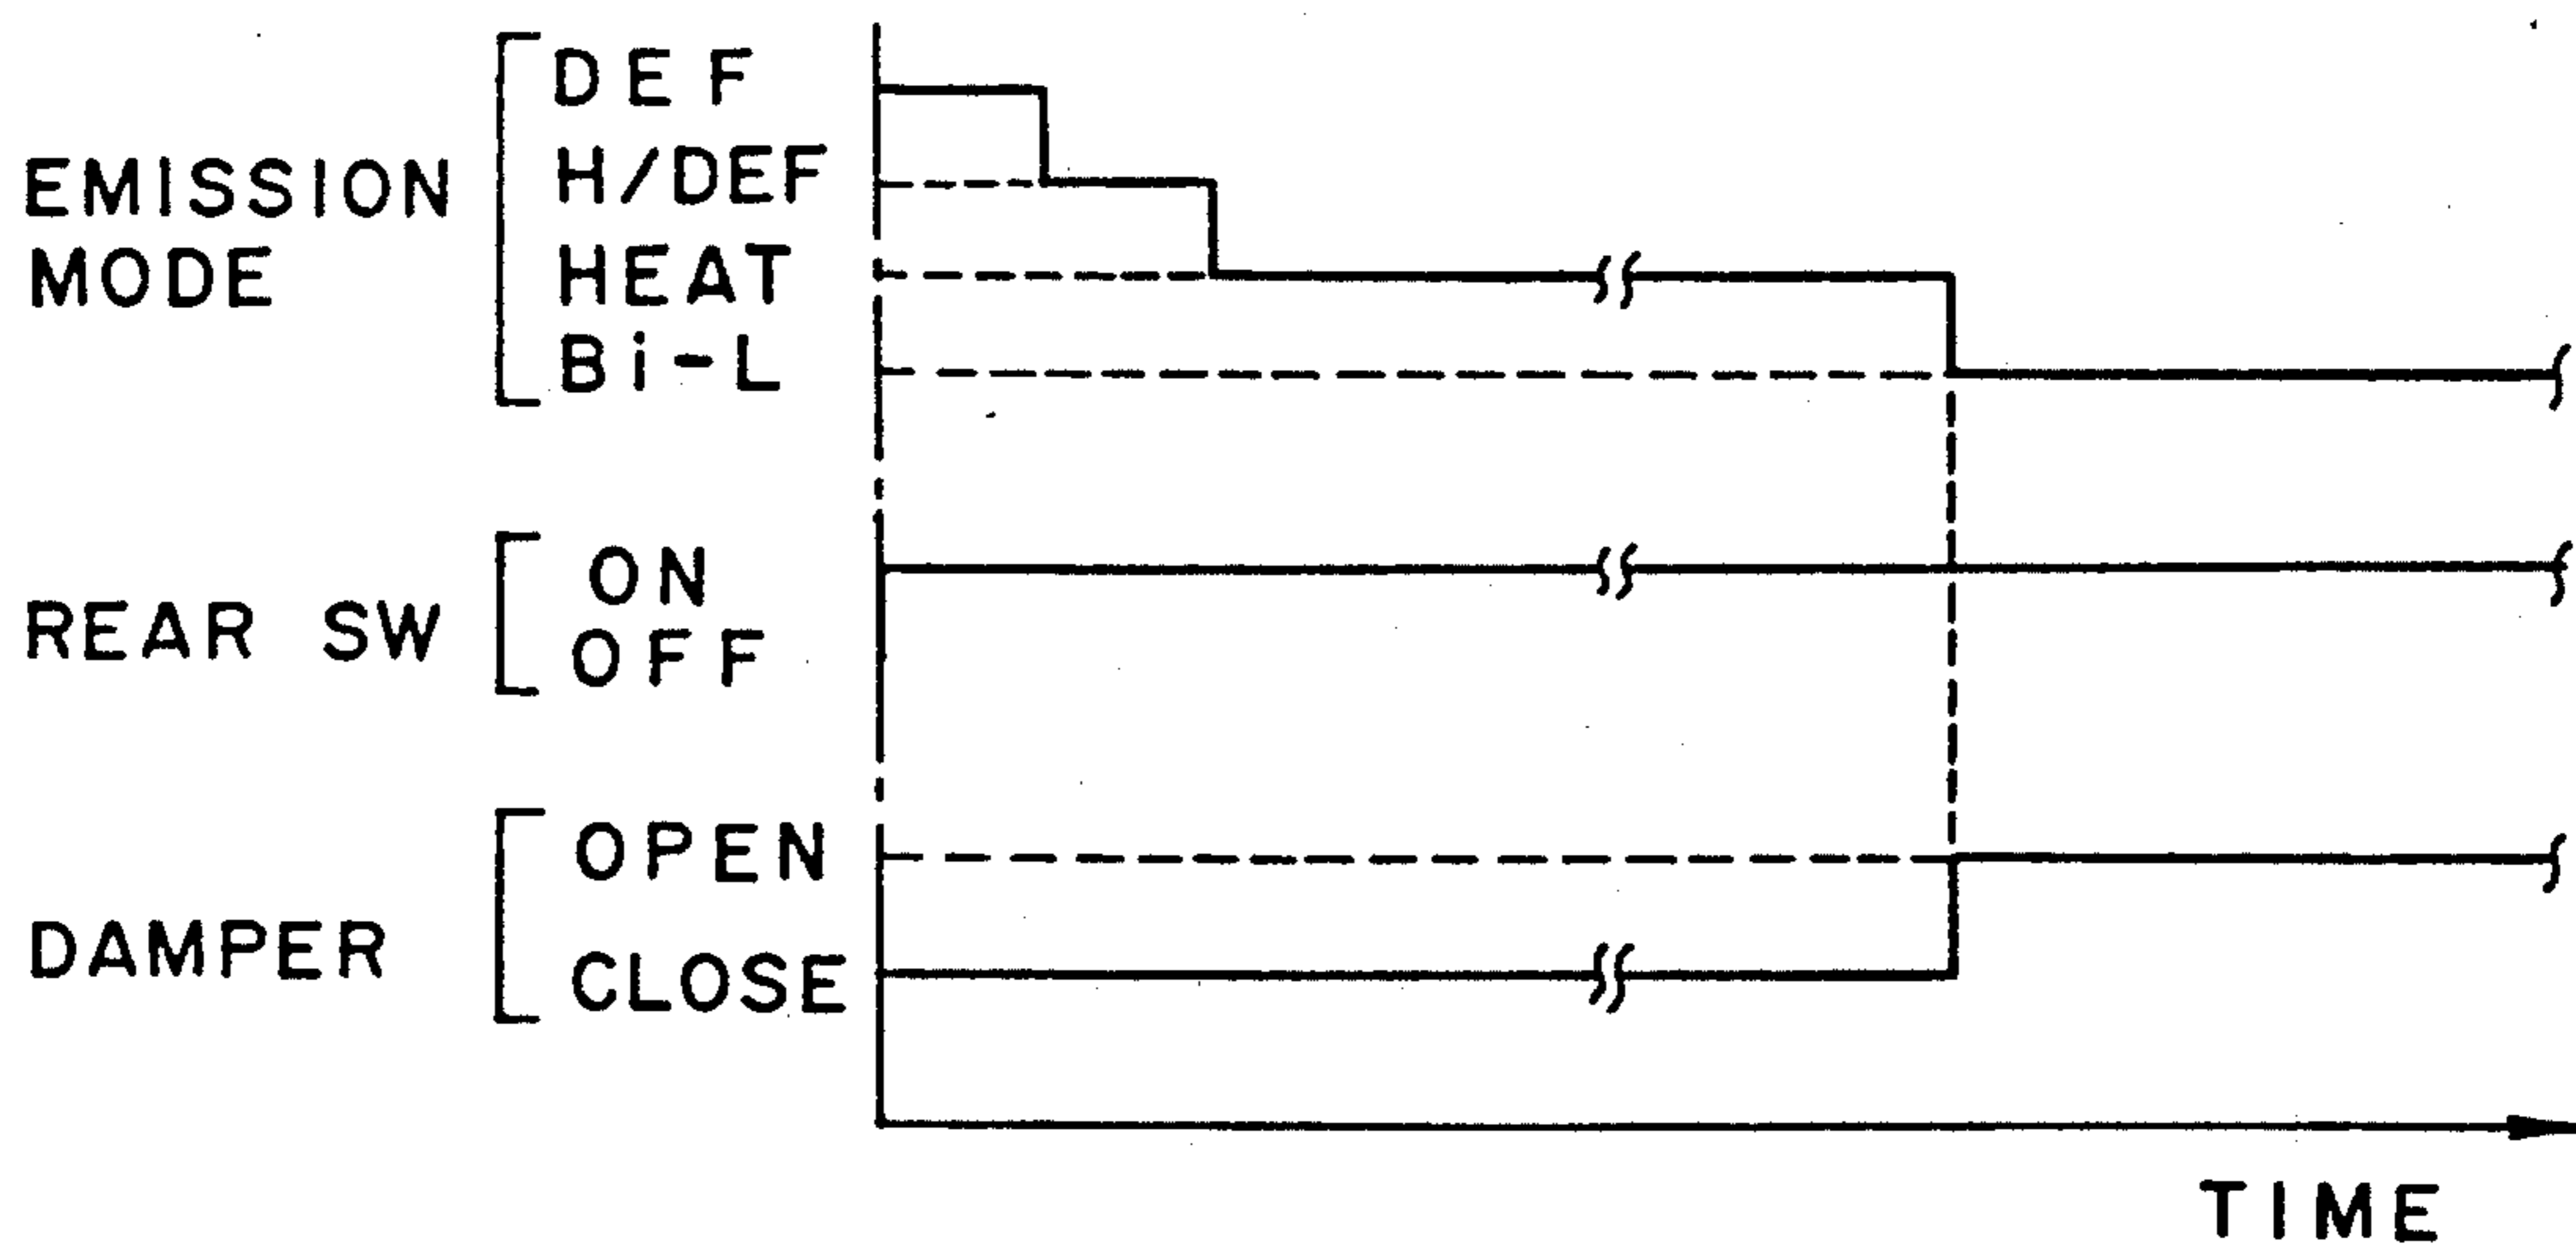 EMISSION
MODE
DEF
H/DEF
HEAT
Bi-L
REAR SW
ON
OFF
DAMPER
OPEN
CLOSE
TIME